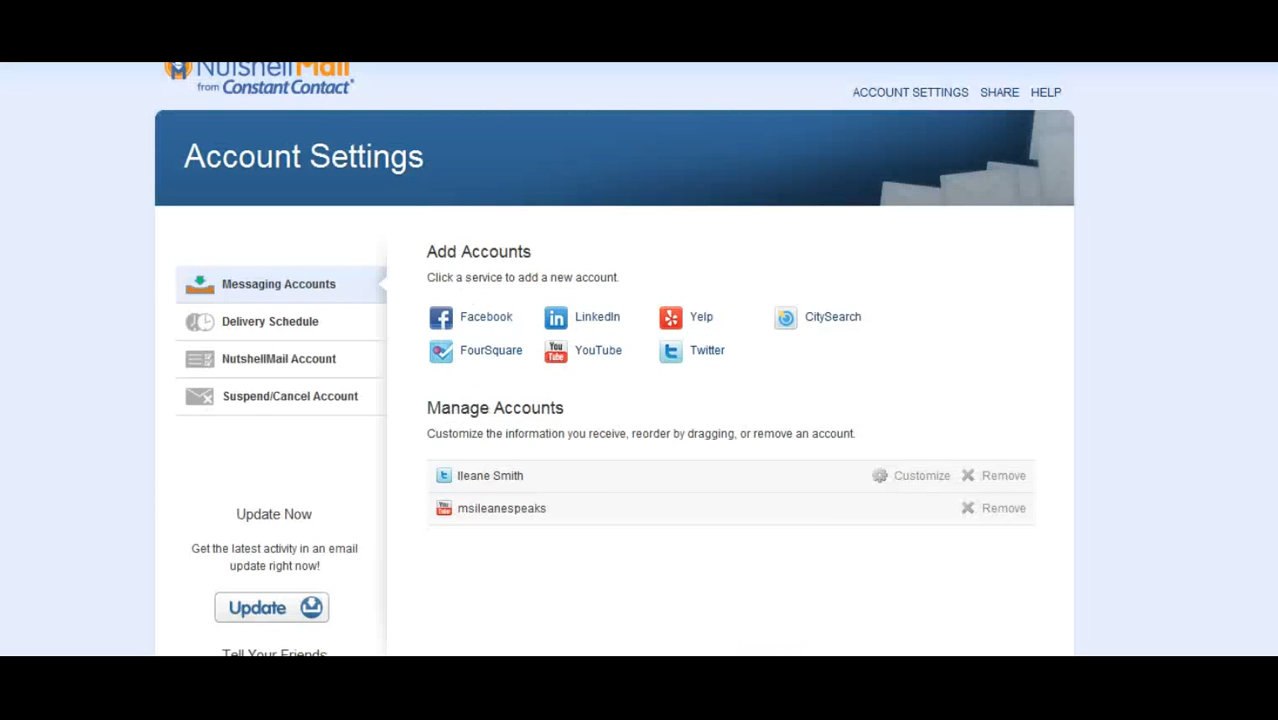 NutshellMail
from Constant Contact®
ACCOUNT SETTINGS SHARE HELP
Account Settings
Messaging Accounts
Delivery Schedule
NutshellMail Account
Suspend/Cancel Account
Update Now
Get the latest activity in an email
update right now!
Update
Tell Your Friends
Add Accounts
Click a service to add a new account.
Facebook LinkedIn Yelp CitySearch
FourSquare YouTube Twitter
Manage Accounts
Customize the information you receive, reorder by dragging, or remove an account.
Ileane Smith Customize Remove
msileanespeaks Remove